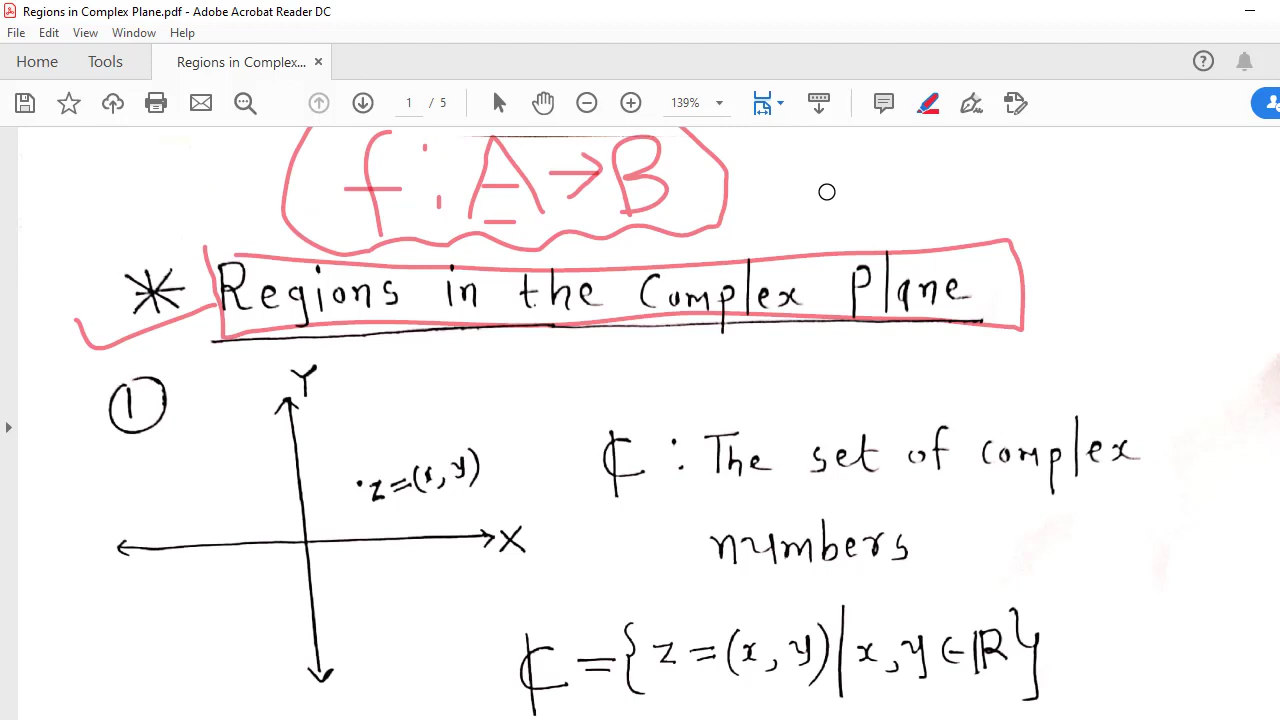 Regions in Complex Plane.pdf - Adobe Acrobat Reader DC
File Edit View Window Help
Home Tools Regions in Complex... ×
1 / 5 139%
f : A → B
* Regions in the Complex Plane
① Y
z=(x, y)
X
ℂ : The set of complex
numbers
ℂ = {z = (x, y) | x, y ∈ ℝ}